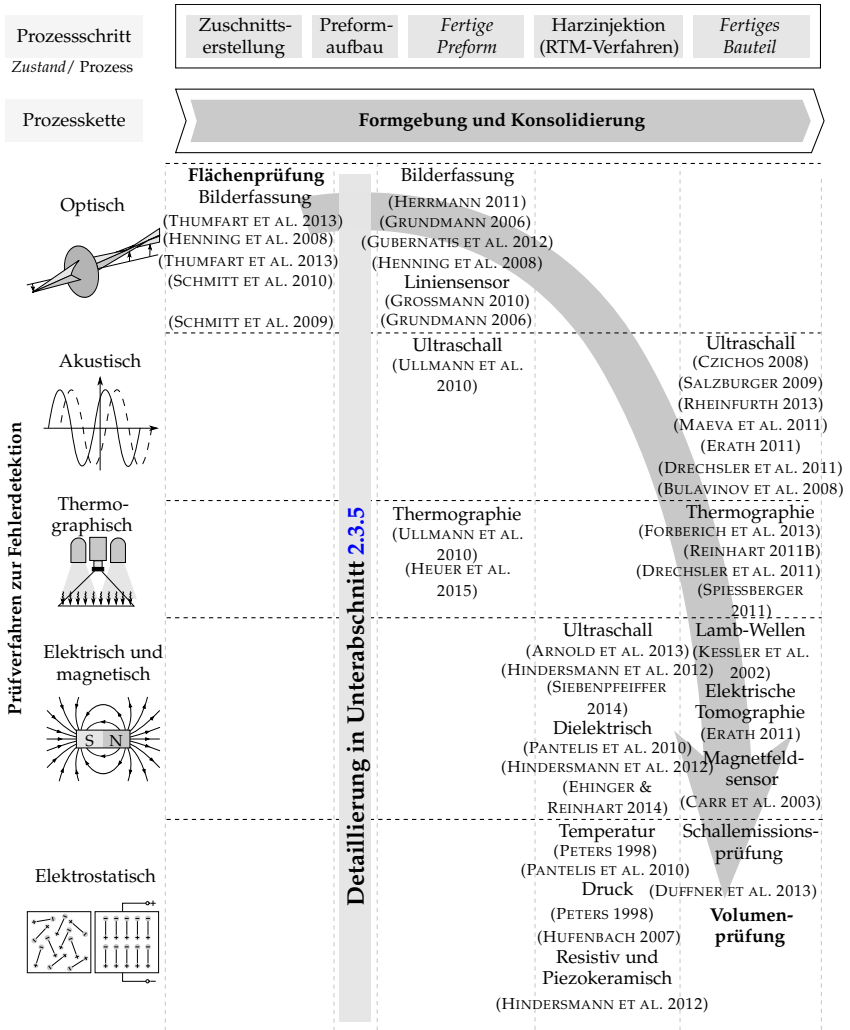 Prozessschritt
Zustand/ Prozess
Zuschnitts-
erstellung
Preform-
aufbau
Fertige
Preform
Harzinjektion
(RTM-Verfahren)
Fertiges
Bauteil
Prozesskette
Formgebung und Konsolidierung
Prüfverfahren zur Fehlerdetektion
Optisch
Flächenprüfung
Bilderfassung
(THUMFART ET AL. 2013)
(HENNING ET AL. 2008)
(THUMFART ET AL. 2013)
(SCHMITT ET AL. 2010)
(SCHMITT ET AL. 2009)
Detaillierung in Unterabschnitt 2.3.5
Bilderfassung
(HERRMANN 2011)
(GRUNDMANN 2006)
(GUBERNATIS ET AL. 2012)
(HENNING ET AL. 2008)
Liniensensor
(GROSSMANN 2010)
(GRUNDMANN 2006)
Akustisch
Ultraschall
(ULLMANN ET AL.
2010)
Ultraschall
(CZICHOS 2008)
(SALZBURGER 2009)
(RHEINFURTH 2013)
(MAEVA ET AL. 2011)
(ERATH 2011)
(DRECHSLER ET AL. 2011)
(BULAVINOV ET AL. 2008)
Thermo-
graphisch
Thermographie
(ULLMANN ET AL.
2010)
(HEUER ET AL.
2015)
Thermographie
(FORBERICH ET AL. 2013)
(REINHART 2011B)
(DRECHSLER ET AL. 2011)
(SPIESSBERGER
2011)
Elektrisch und
magnetisch
S N
Ultraschall
(ARNOLD ET AL. 2013)
(HINDERSMANN ET AL. 2012)
(SIEBENPFEIFFER
2014)
Dielektrisch
(PANTELIS ET AL. 2010)
(HINDERSMANN ET AL. 2012)
(EHINGER &
REINHART 2014)
Lamb-Wellen
(KESSLER ET AL.
2002)
Elektrische
Tomographie
(ERATH 2011)
Magnetfeld-
sensor
(CARR ET AL. 2003)
Elektrostatisch
Temperatur
(PETERS 1998)
(PANTELIS ET AL. 2010)
Druck
(PETERS 1998)
(HUFENBACH 2007)
Resistiv und
Piezokeramisch
(HINDERSMANN ET AL. 2012)
Schallemissions-
prüfung
(DUFFNER ET AL. 2013)
Volumen-
prüfung